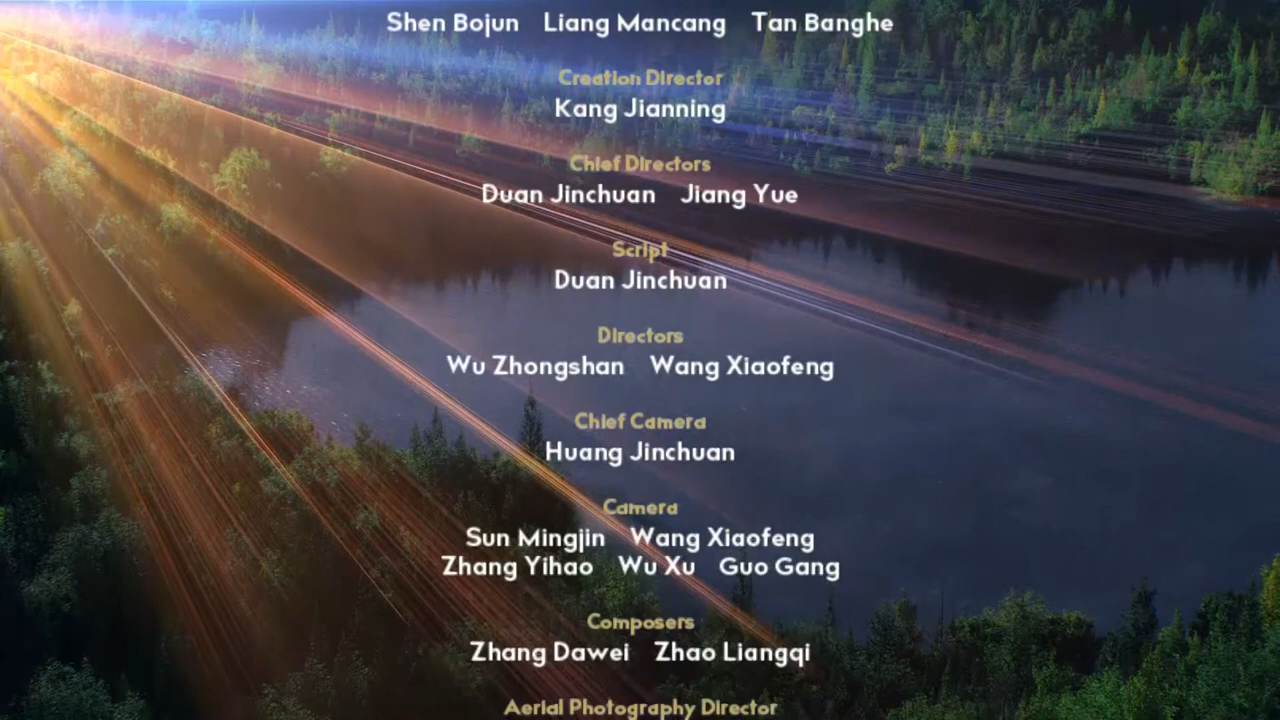 Shen Bojun Liang Mancang Tan Banghe
Creation Director
Kang Jianning
Chief Directors
Duan Jinchuan Jiang Yue
Script
Duan Jinchuan
Directors
Wu Zhongshan Wang Xiaofeng
Chief Camera
Huang Jinchuan
Camera
Sun Mingjin Wang Xiaofeng
Zhang Yihao Wu Xu Guo Gang
Composers
Zhang Dawei Zhao Liangqi
Aerial Photography Director